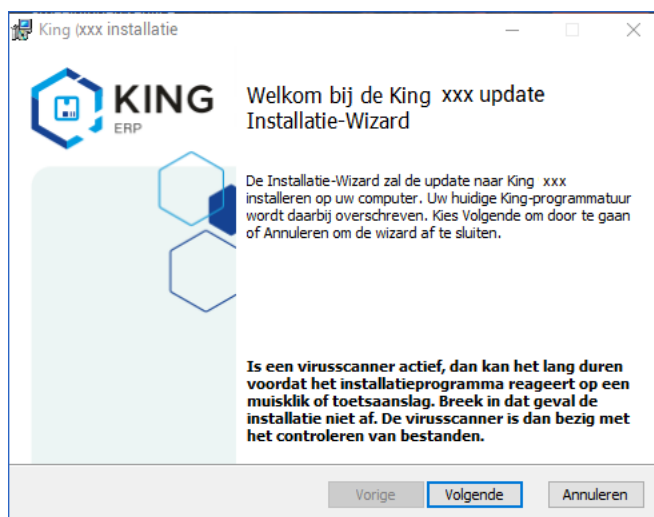 King (xxx installatie
KING
ERP
Welkom bij de King xxx update
Installatie-Wizard
De Installatie-Wizard zal de update naar King xxx
installeren op uw computer. Uw huidige King-programmatuur
wordt daarbij overschreven. Kies Volgende om door te gaan
of Annuleren om de wizard af te sluiten.
Is een virusscanner actief, dan kan het lang duren
voordat het installatieprogramma reageert op een
muisklik of toetsaanslag. Breek in dat geval de
installatie niet af. De virusscanner is dan bezig met
het controleren van bestanden.
Vorige Volgende Annuleren